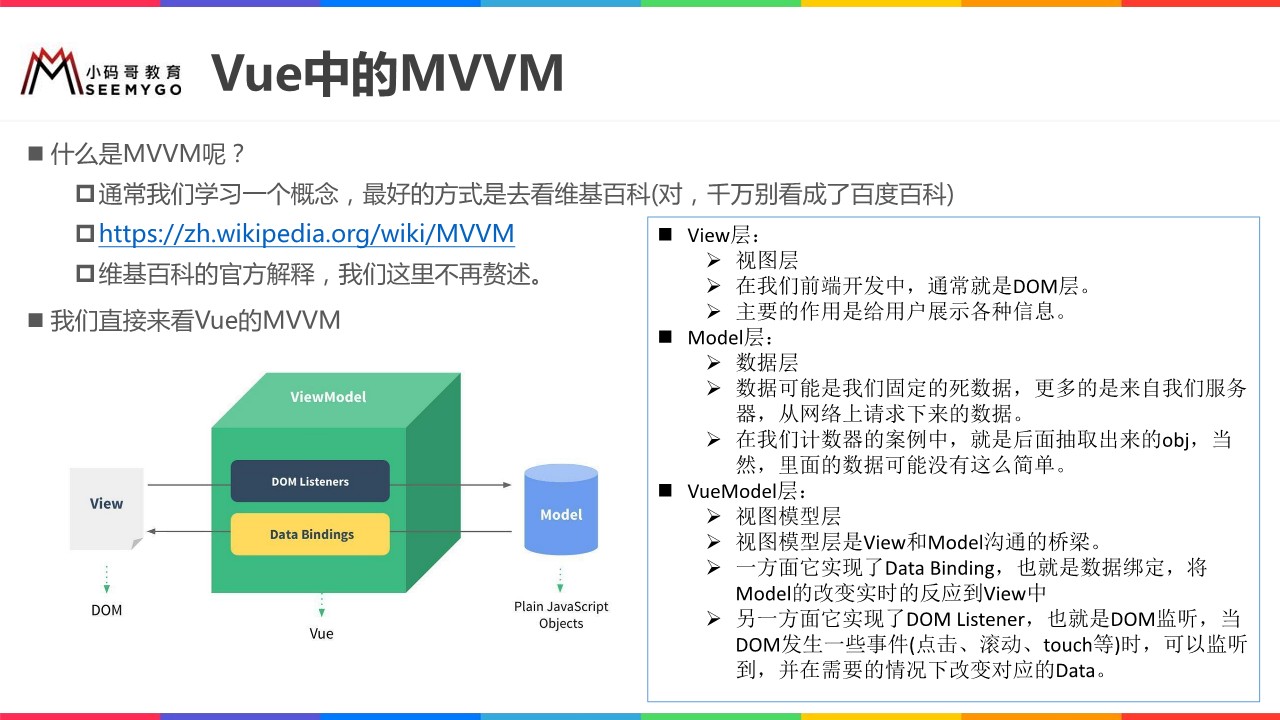 小码哥教育
SEEMYGO
Vue中的MVVM
什么是MVVM呢？
通常我们学习一个概念，最好的方式是去看维基百科(对，千万别看成了百度百科)
https://zh.wikipedia.org/wiki/MVVM
维基百科的官方解释，我们这里不再赘述。
我们直接来看Vue的MVVM
ViewModel
DOM Listeners
Data Bindings
View
Model
DOM
Vue
Plain JavaScript
Objects
View层：
视图层
在我们前端开发中，通常就是DOM层。
主要的作用是给用户展示各种信息。
Model层：
数据层
数据可能是我们固定的死数据，更多的是来自我们服务
器，从网络上请求下来的数据。
在我们计数器的案例中，就是后面抽取出来的obj，当
然，里面的数据可能没有这么简单。
VueModel层：
视图模型层
视图模型层是View和Model沟通的桥梁。
一方面它实现了Data Binding，也就是数据绑定，将
Model的改变实时的反应到View中
另一方面它实现了DOM Listener，也就是DOM监听，当
DOM发生一些事件(点击、滚动、touch等)时，可以监听
到，并在需要的情况下改变对应的Data。